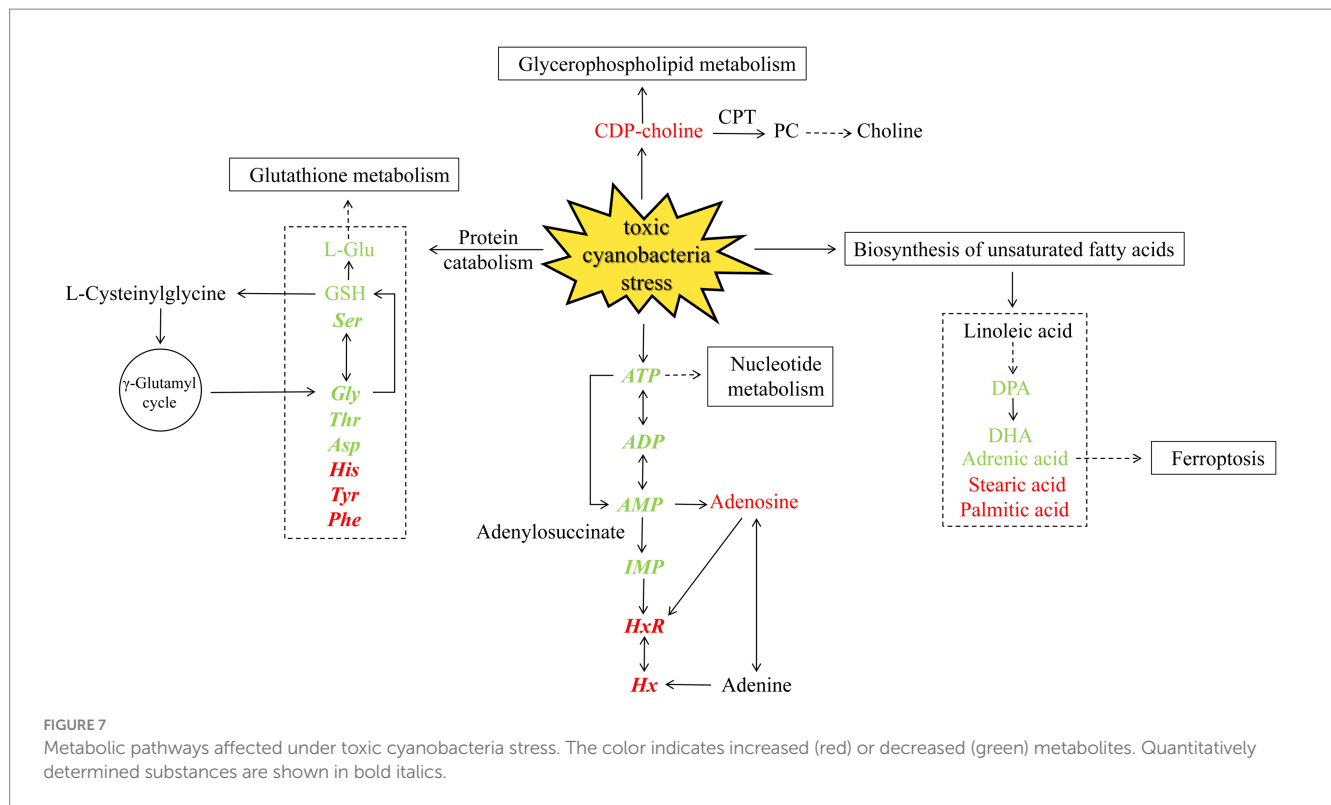 Glycerophospholipid metabolism
CDP-choline
CPT
PC
Choline
Glutathione metabolism
Protein
catabolism
toxic
cyanobacteria
stress
Biosynthesis of unsaturated fatty acids
L-Glu
L-Cysteinylglycine
GSH
Ser
γ-Glutamyl
cycle
Gly
Thr
Asp
His
Tyr
Phe
ATP
Nucleotide
metabolism
ADP
AMP
Adenosine
Adenylosuccinate
IMP
HxR
Hx
Adenine
Linoleic acid
DPA
DHA
Adrenic acid
Ferroptosis
Stearic acid
Palmitic acid
FIGURE 7
Metabolic pathways affected under toxic cyanobacteria stress. The color indicates increased (red) or decreased (green) metabolites. Quantitatively
determined substances are shown in bold italics.